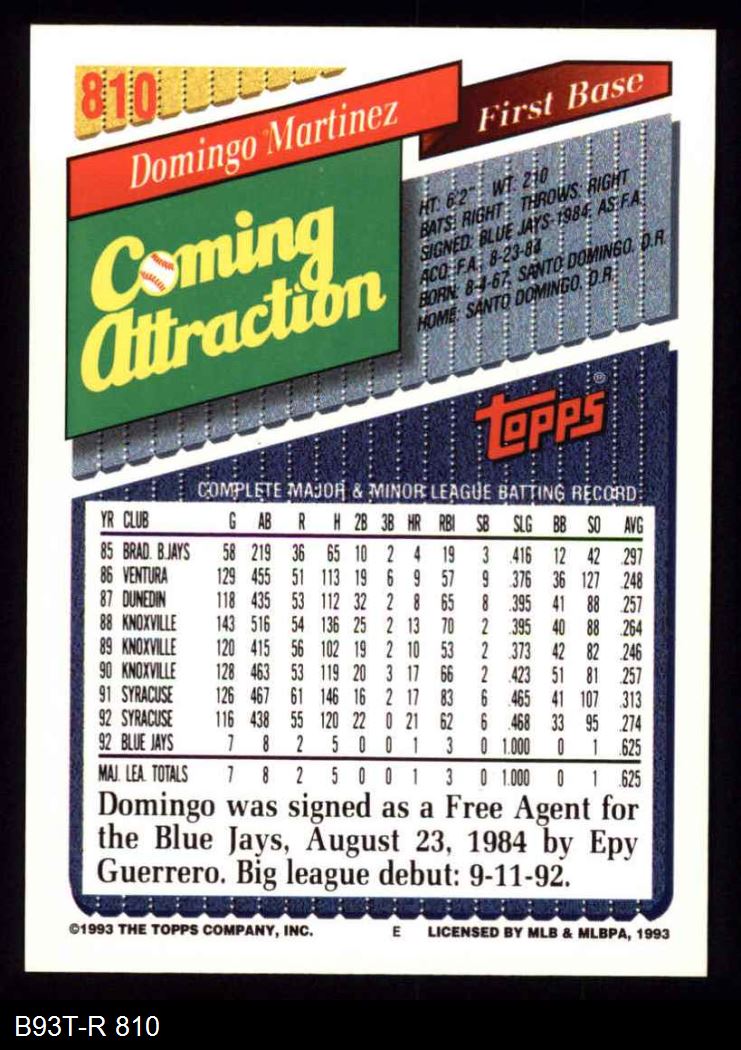 810
Domingo Martinez
First Base
Coming
Attraction
HT: 6'2" WT: 210
BATS: RIGHT THROWS: RIGHT
SIGNED: BLUE JAYS-1984, AS F.A.
ACQ: F.A., 8-23-84
BORN: 8-4-67, SANTO DOMINGO, D.R.
HOME: SANTO DOMINGO, D.R.
TOPPS
COMPLETE MAJOR & MINOR LEAGUE BATTING RECORD
YR CLUB G AB R H 2B 3B HR RBI SB SLG BB SO AVG
85 BRAD. B.JAYS 58 219 36 65 10 2 4 19 3 .416 12 42 .297
86 VENTURA 129 455 51 113 19 6 9 57 9 .376 36 127 .248
87 DUNEDIN 118 435 53 112 32 2 8 65 8 .395 41 88 .257
88 KNOXVILLE 143 516 54 136 25 2 13 70 2 .395 40 88 .264
89 KNOXVILLE 120 415 56 102 19 2 10 53 2 .373 42 82 .246
90 KNOXVILLE 128 463 53 119 20 3 17 66 2 .423 51 81 .257
91 SYRACUSE 126 467 61 146 16 2 17 83 6 .465 41 107 .313
92 SYRACUSE 116 438 55 120 22 0 21 62 6 .468 33 95 .274
92 BLUE JAYS 7 8 2 5 0 0 1 3 0 1.000 0 1 .625
MAJ. LEA. TOTALS 7 8 2 5 0 0 1 3 0 1.000 0 1 .625
Domingo was signed as a Free Agent for
the Blue Jays, August 23, 1984 by Epy
Guerrero. Big league debut: 9-11-92.
©1993 THE TOPPS COMPANY, INC. E LICENSED BY MLB & MLBPA, 1993
B93T-R 810